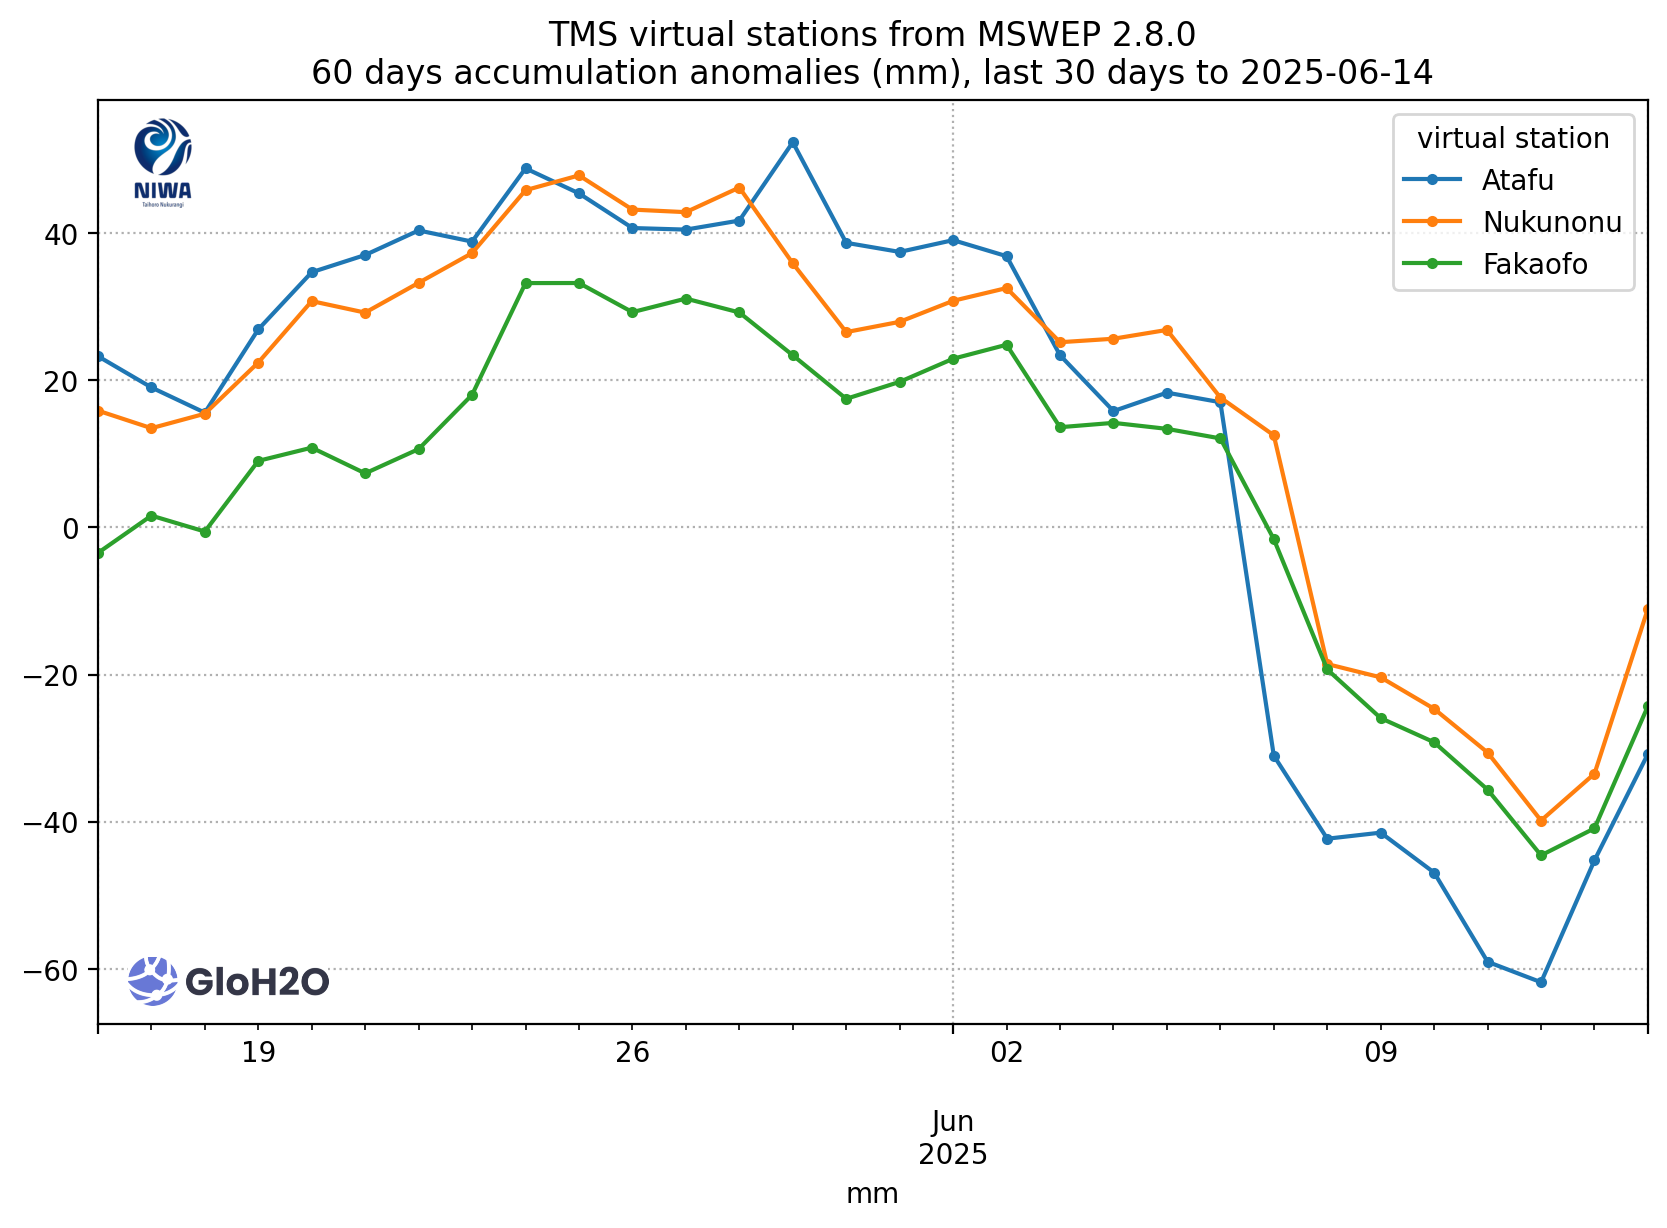 TMS virtual stations from MSWEP 2.8.0
60 days accumulation anomalies (mm), last 30 days to 2025-06-14
NIWA
Taihoro Nukurangi
virtual station
Atafu
Nukunonu
Fakaofo
40
20
0
−20
−40
−60
GloH2O
19
26
02
09
Jun
2025
mm